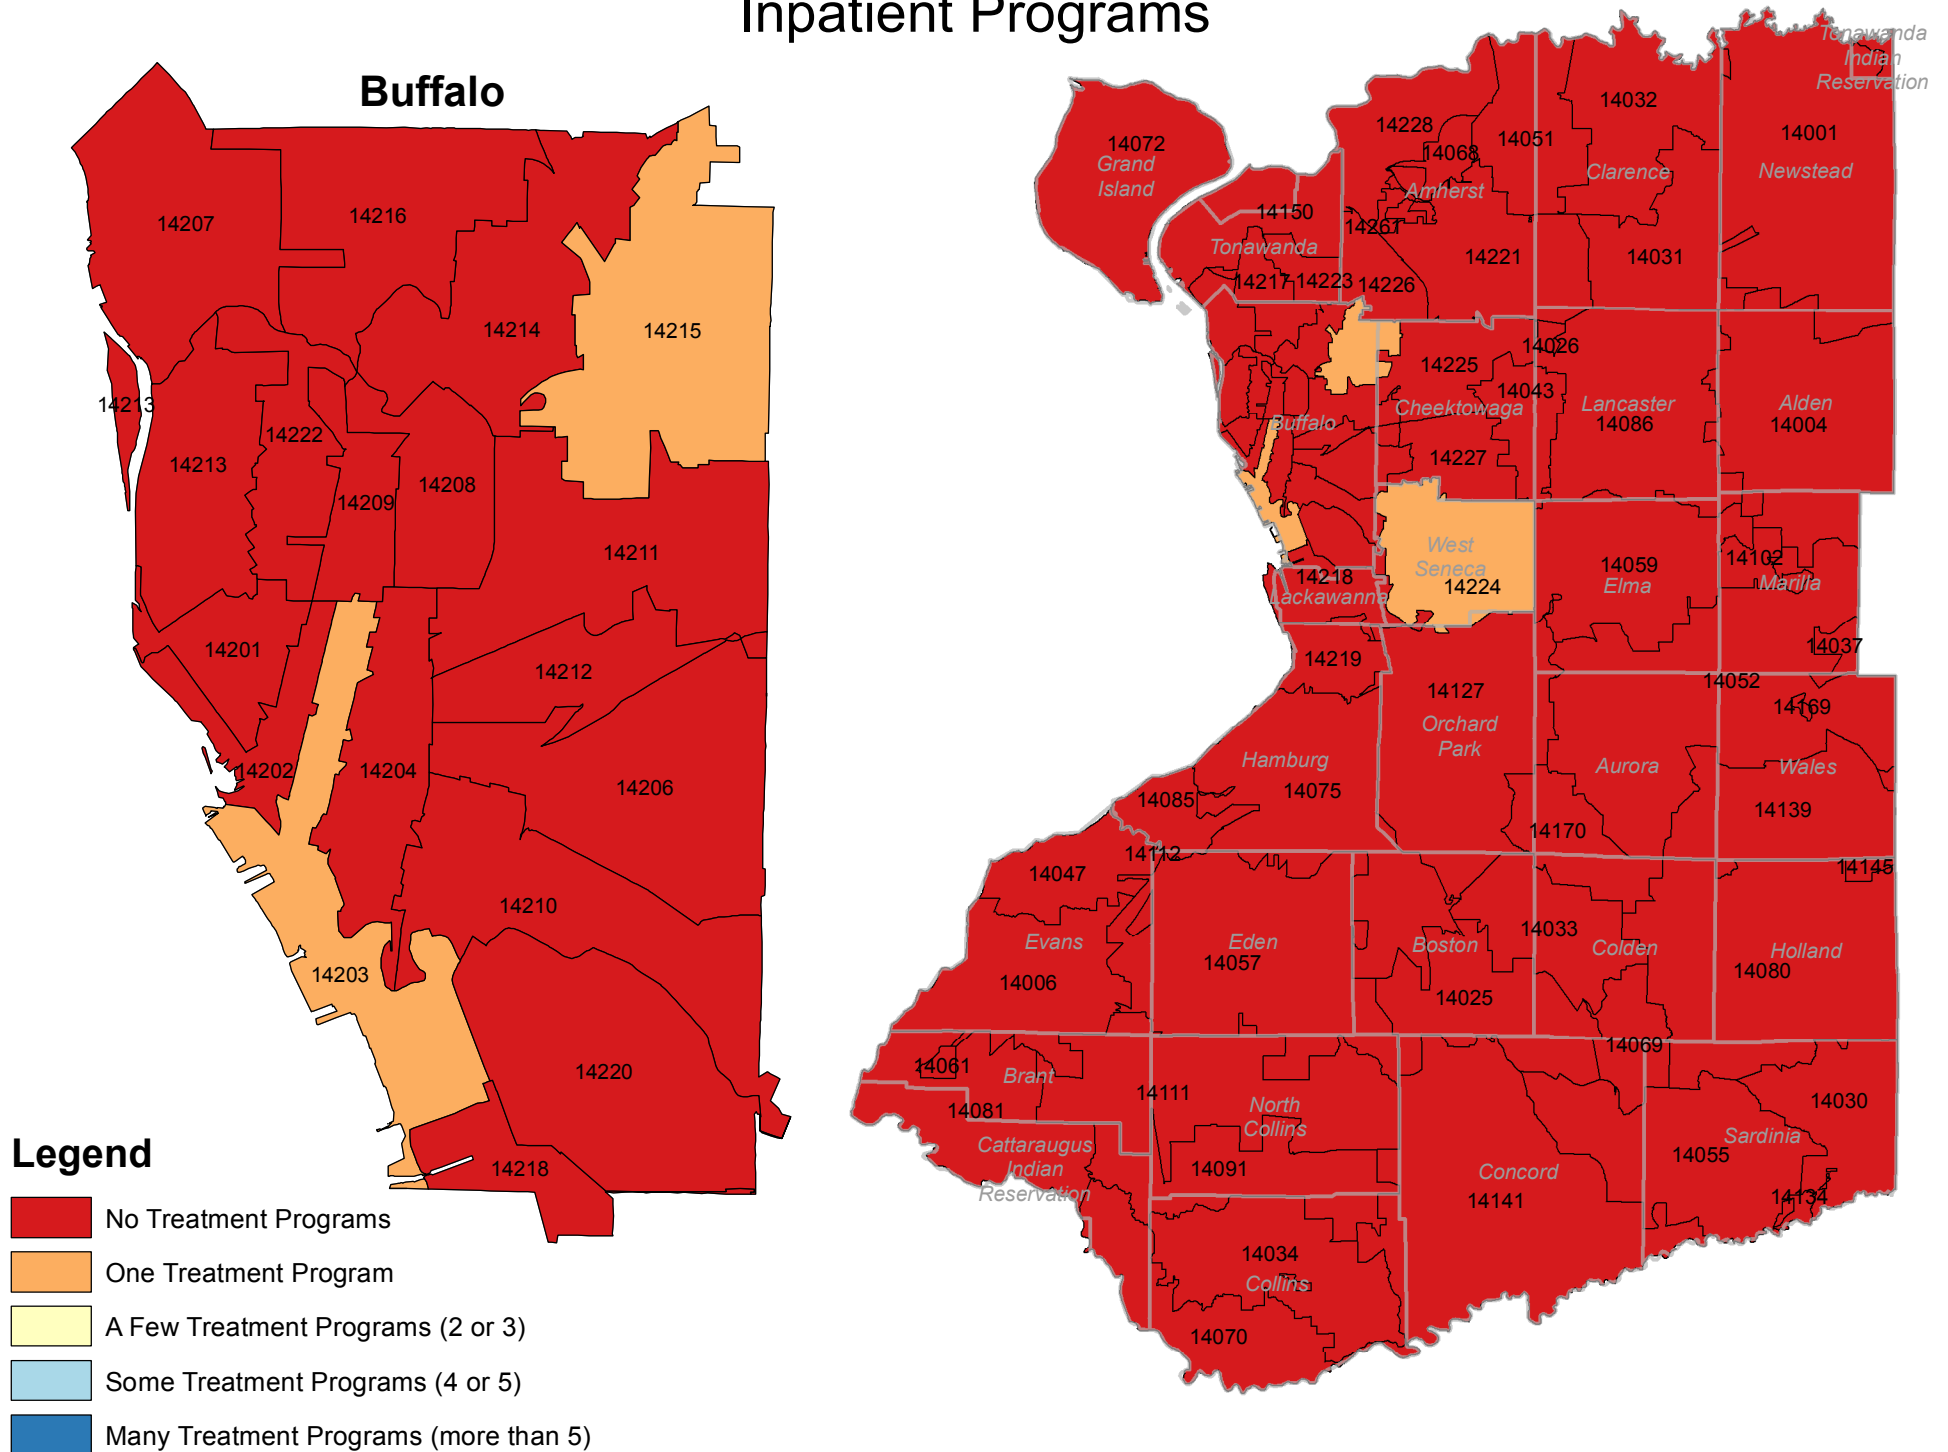 Inpatient Programs
Buffalo
14207
14216
14215
14214
14213
14213
14222
14209
14208
14211
14201
14212
14202
14204
14206
14210
14203
14220
14218
Legend
No Treatment Programs
One Treatment Program
A Few Treatment Programs (2 or 3)
Some Treatment Programs (4 or 5)
Many Treatment Programs (more than 5)
Tonawanda
Indian
Reservation
14072
Grand
Island
14228
14068
14051
Amherst
14032
Clarence
14001
Newstead
14150
Tonawanda
14261
14217
14223
14226
14221
14031
14026
14225
14043
Cheektowaga
Buffalo
14227
Lancaster
14086
Alden
14004
West
Seneca
14224
14218
Lackawanna
14059
Elma
14102
Marilla
14037
14219
14127
Orchard
Park
14052
14169
Hamburg
14075
14085
Aurora
Wales
14139
14170
14112
14047
14145
Evans
14006
Eden
14057
Boston
14025
14033
Colden
Holland
14080
14069
14061
Brant
14081
14111
North
Collins
14091
14030
Sardinia
14055
14134
Cattaraugus
Indian
Reservation
Concord
14141
14034
Collins
14070